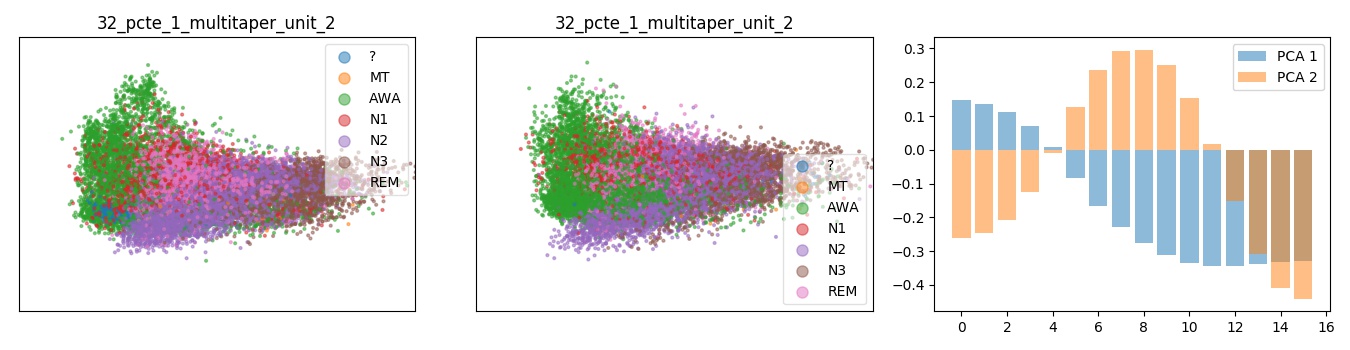 32_pcte_1_multitaper_unit_2
?
MT
AWA
N1
N2
N3
REM
32_pcte_1_multitaper_unit_2
?
MT
AWA
N1
N2
N3
REM
PCA 1
PCA 2
0.3
0.2
0.1
0.0
−0.1
−0.2
−0.3
−0.4
0 2 4 6 8 10 12 14 16